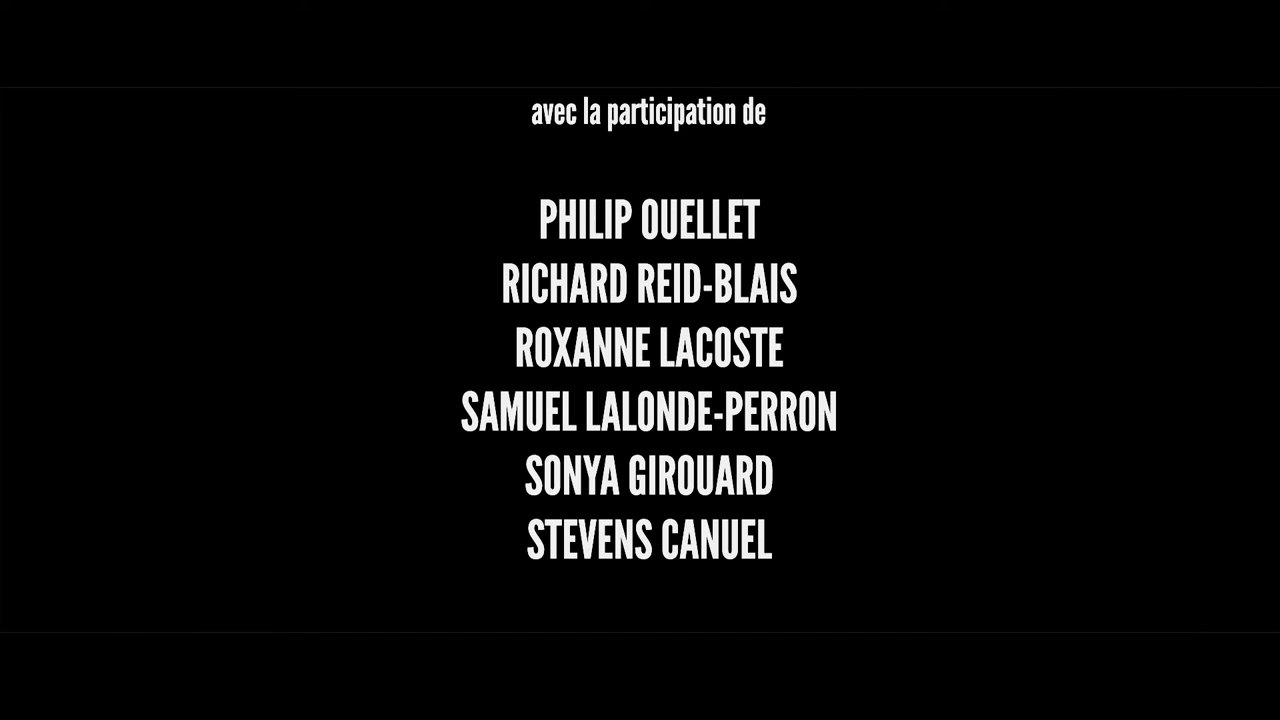 avec la participation de
PHILIP OUELLET
RICHARD REID-BLAIS
ROXANNE LACOSTE
SAMUEL LALONDE-PERRON
SONYA GIROUARD
STEVENS CANUEL